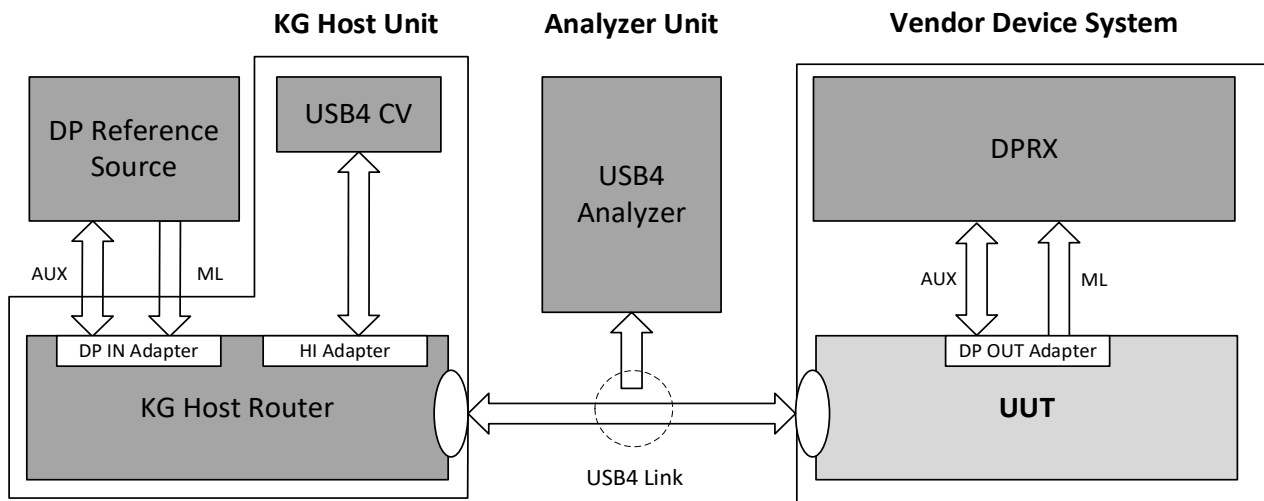 KG Host Unit
Analyzer Unit
Vendor Device System
DP Reference
Source
USB4 CV
USB4
Analyzer
DPRX
AUX
ML
AUX
ML
DP IN Adapter
HI Adapter
DP OUT Adapter
KG Host Router
UUT
USB4 Link